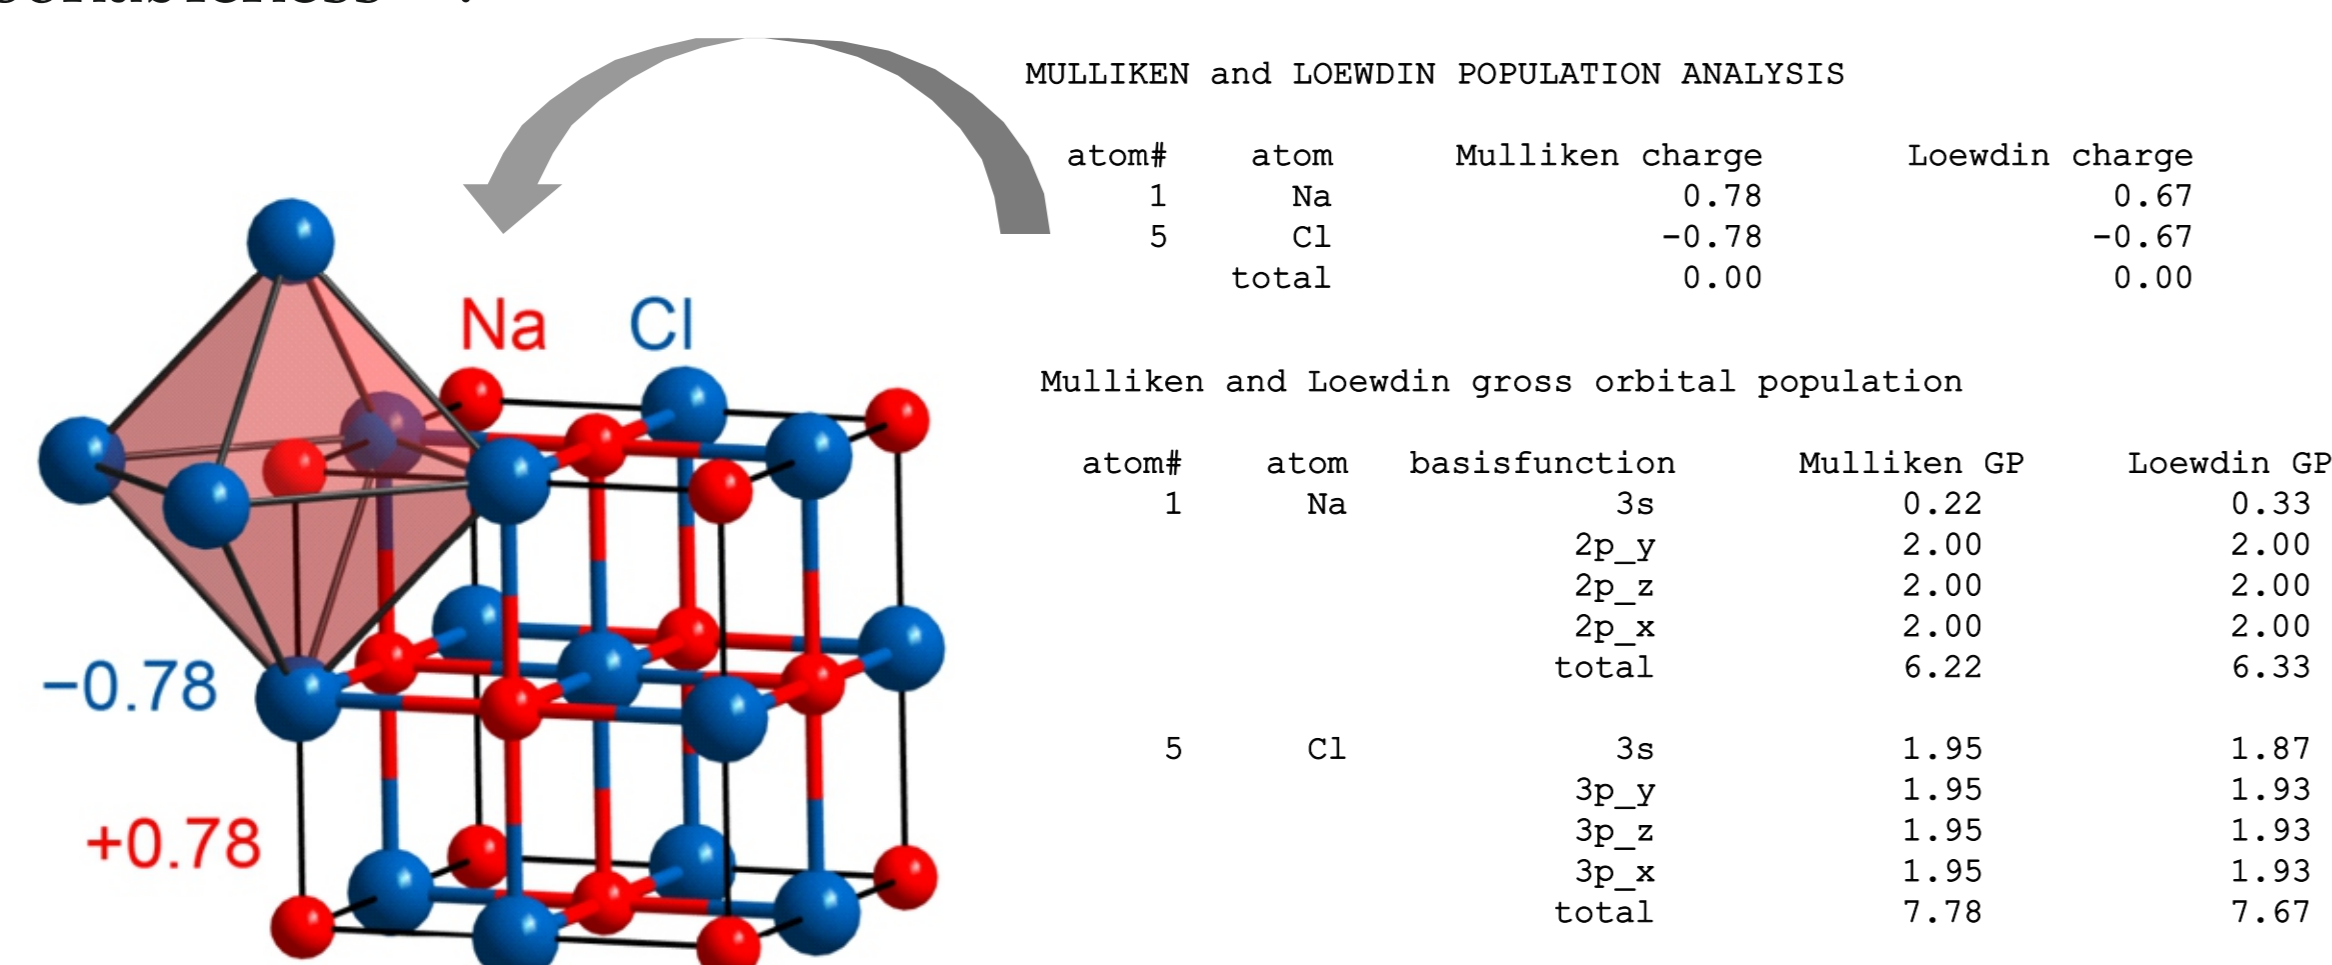 MULLIKEN and LOEWDIN POPULATION ANALYSIS
atom# atom Mulliken charge Loewdin charge
1 Na 0.78 0.67
5 Cl -0.78 -0.67
total 0.00 0.00
Mulliken and Loewdin gross orbital population
atom# atom basisfunction Mulliken GP Loewdin GP
1 Na 3s 0.22 0.33
2p_y 2.00 2.00
2p_z 2.00 2.00
2p_x 2.00 2.00
total 6.22 6.33
5 Cl 3s 1.95 1.87
3p_y 1.95 1.93
3p_z 1.95 1.93
3p_x 1.95 1.93
total 7.78 7.67
Na Cl
−0.78
+0.78